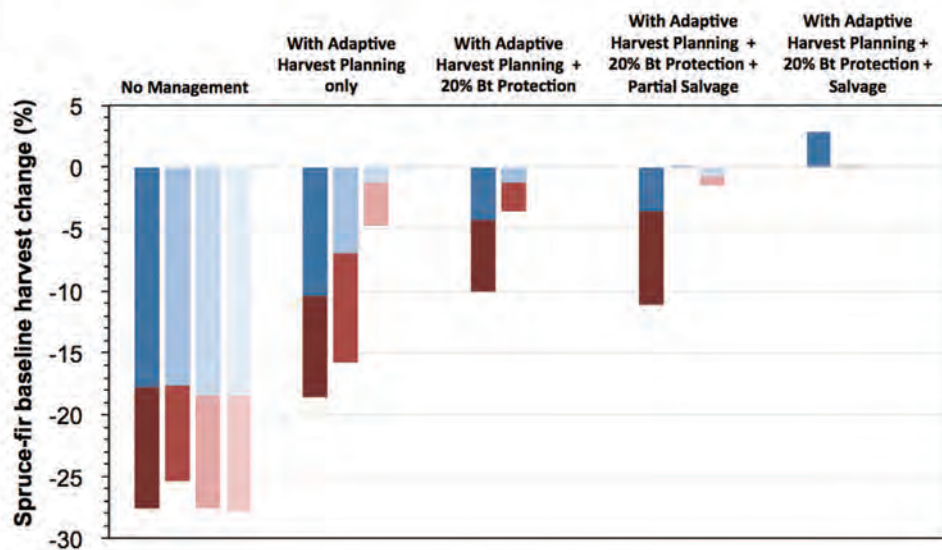 No Management
With Adaptive
Harvest Planning
only
With Adaptive
Harvest Planning +
20% Bt Protection
With Adaptive
Harvest Planning +
20% Bt Protection +
Partial Salvage
With Adaptive
Harvest Planning +
20% Bt Protection +
Salvage
Spruce-fir baseline harvest change (%)
5
0
-5
-10
-15
-20
-25
-30